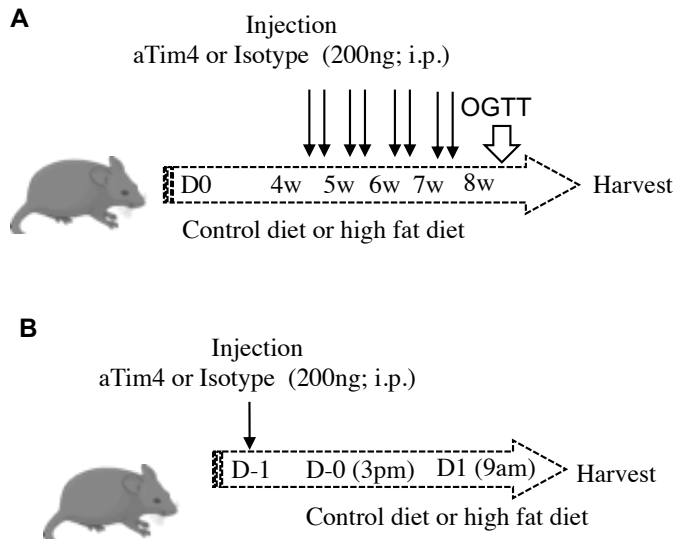 A
Injection
aTim4 or Isotype (200ng; i.p.)
OGTT
D0 4w 5w 6w 7w 8w
Harvest
Control diet or high fat diet
B
Injection
aTim4 or Isotype (200ng; i.p.)
D-1 D-0 (3pm) D1 (9am)
Harvest
Control diet or high fat diet